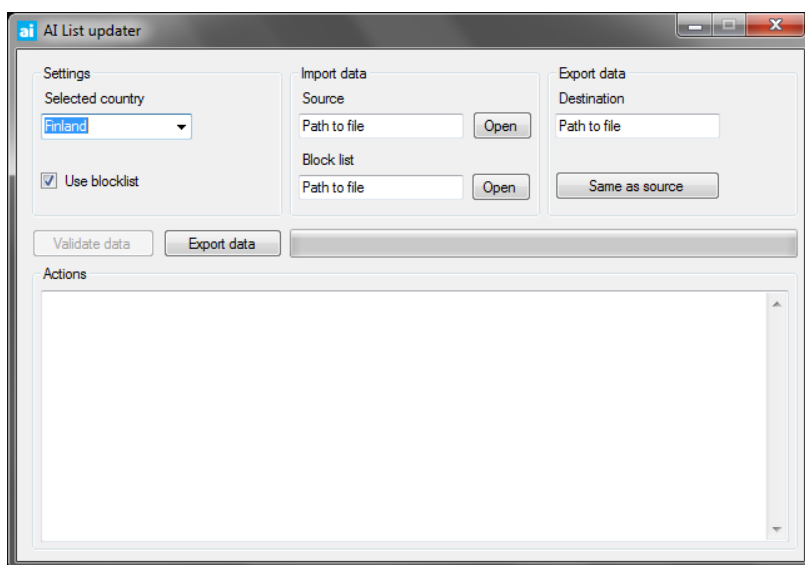 ai AI List updater
Settings
Selected country
Finland
Use blocklist
Import data
Source
Path to file Open
Block list
Path to file Open
Export data
Destination
Path to file
Same as source
Validate data Export data
Actions